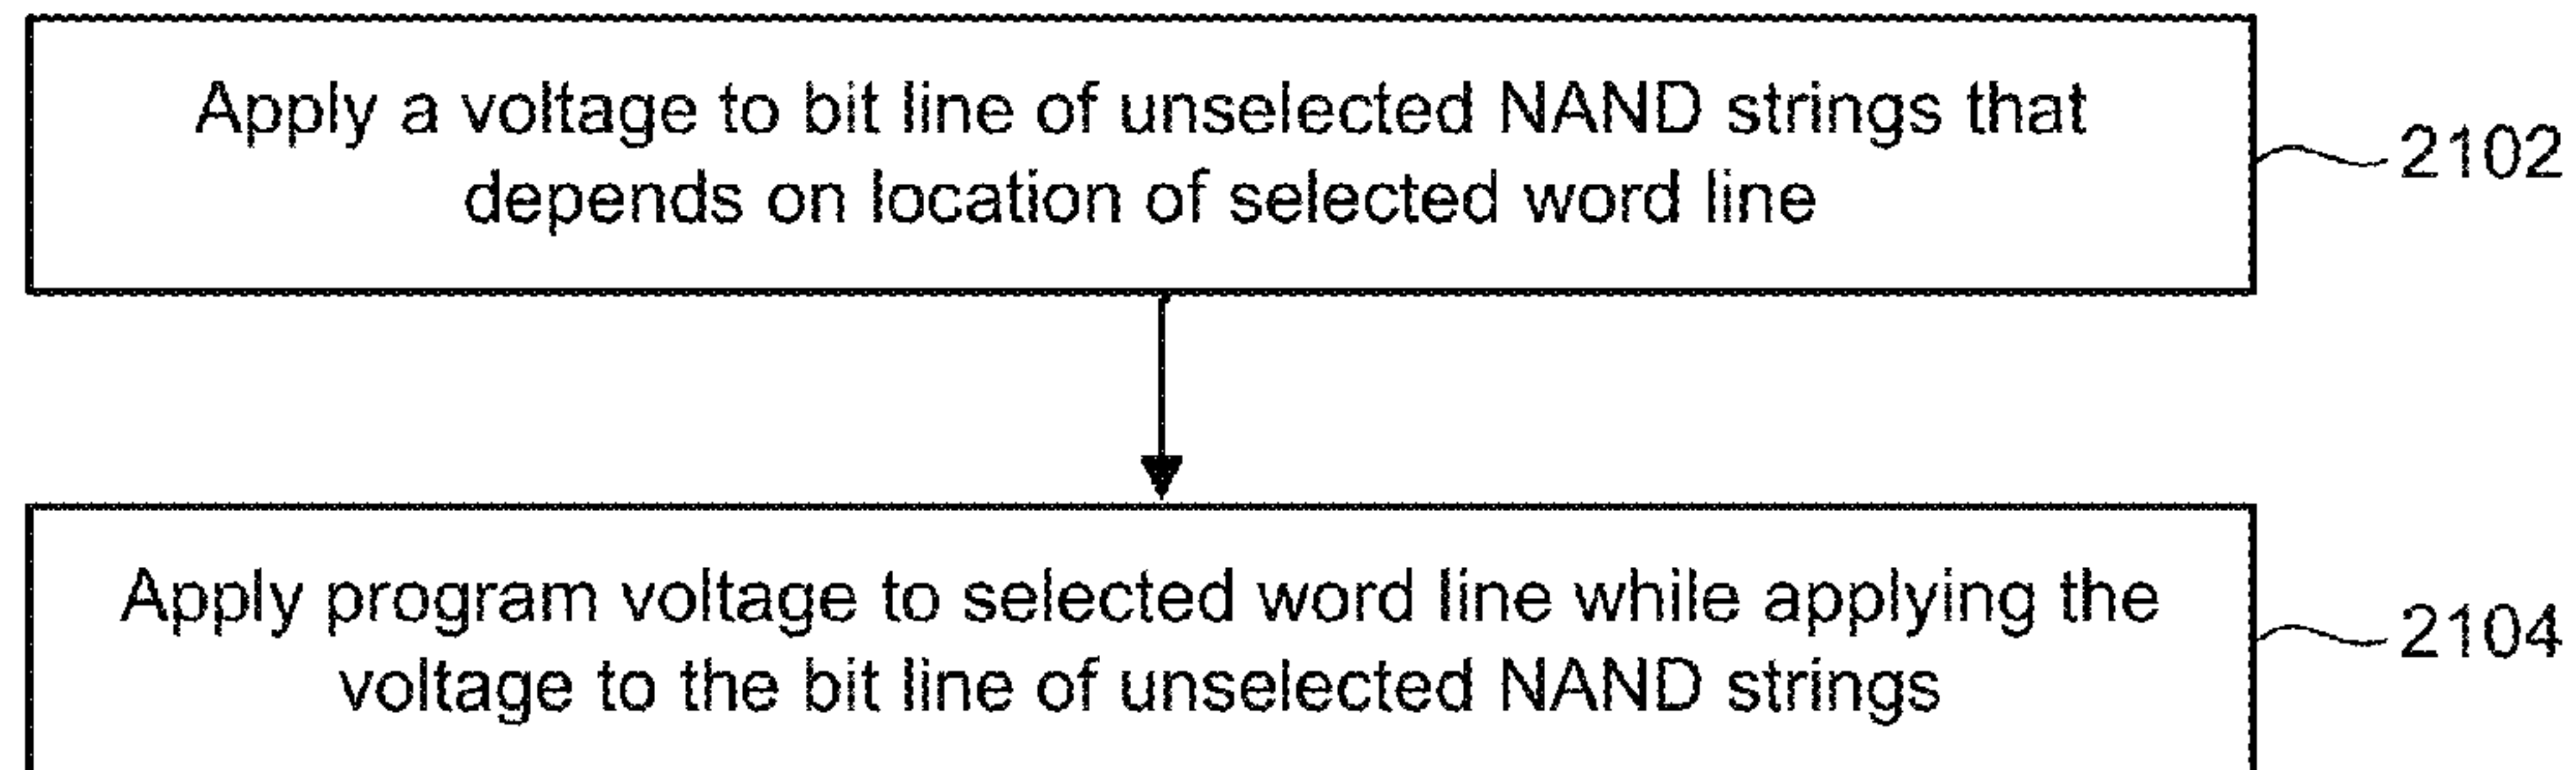 Apply a voltage to bit line of unselected NAND strings that
depends on location of selected word line
2102
Apply program voltage to selected word line while applying the
voltage to the bit line of unselected NAND strings
2104